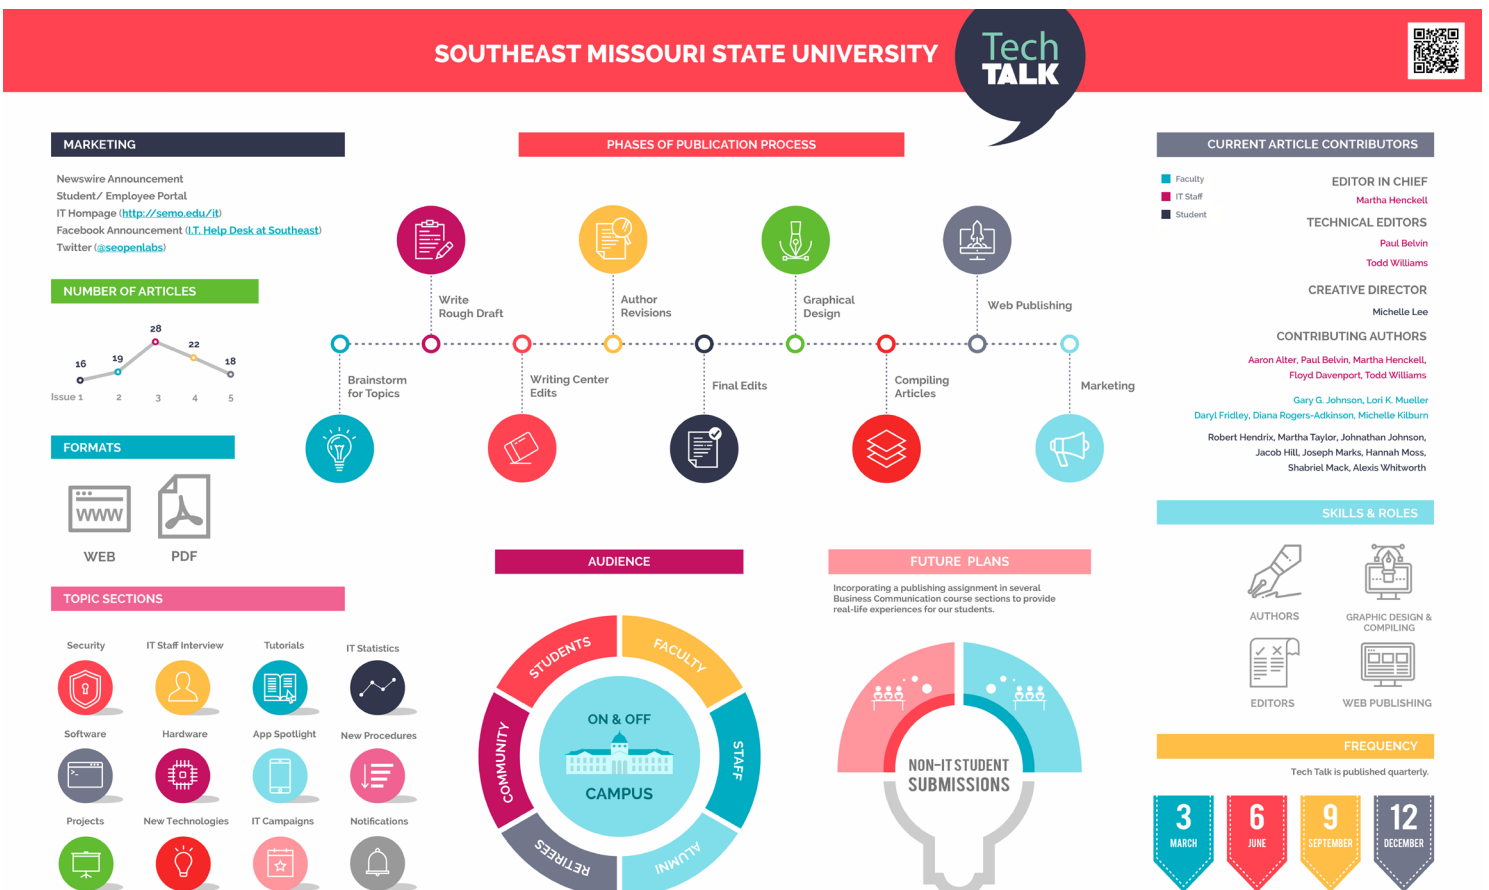 SOUTHEAST MISSOURI STATE UNIVERSITY
Tech
TALK
MARKETING
Newswire Announcement
Student/ Employee Portal
IT Hompage (http://semo.edu/it)
Facebook Announcement (I.T. Help Desk at Southeast)
Twitter (@seopenlabs)
NUMBER OF ARTICLES
16
19
28
22
18
Issue 1 2 3 4 5
FORMATS
WWW
WEB
PDF
TOPIC SECTIONS
Security
IT Staff Interview
Tutorials
IT Statistics
Software
Hardware
App Spotlight
New Procedures
Projects
New Technologies
IT Campaigns
Notifications
PHASES OF PUBLICATION PROCESS
Write
Rough Draft
Author
Revisions
Graphical
Design
Web Publishing
Brainstorm
for Topics
Writing Center
Edits
Final Edits
Compiling
Articles
Marketing
AUDIENCE
STUDENTS
FACULTY
STAFF
ALUMNI
RETIREES
COMMUNITY
ON & OFF
CAMPUS
FUTURE PLANS
Incorporating a publishing assignment in several
Business Communication course sections to provide
real-life experiences for our students.
NON-IT STUDENT
SUBMISSIONS
CURRENT ARTICLE CONTRIBUTORS
Faculty
IT Staff
Student
EDITOR IN CHIEF
Martha Henckell
TECHNICAL EDITORS
Paul Belvin
Todd Williams
CREATIVE DIRECTOR
Michelle Lee
CONTRIBUTING AUTHORS
Aaron Alter, Paul Belvin, Martha Henckell,
Floyd Davenport, Todd Williams
Gary G. Johnson, Lori K. Mueller
Daryl Fridley, Diana Rogers-Adkinson, Michelle Kilburn
Robert Hendrix, Martha Taylor, Johnathan Johnson,
Jacob Hill, Joseph Marks, Hannah Moss,
Shabriel Mack, Alexis Whitworth
SKILLS & ROLES
AUTHORS
GRAPHIC DESIGN &
COMPILING
EDITORS
WEB PUBLISHING
FREQUENCY
Tech Talk is published quarterly.
3
MARCH
6
JUNE
9
SEPTEMBER
12
DECEMBER